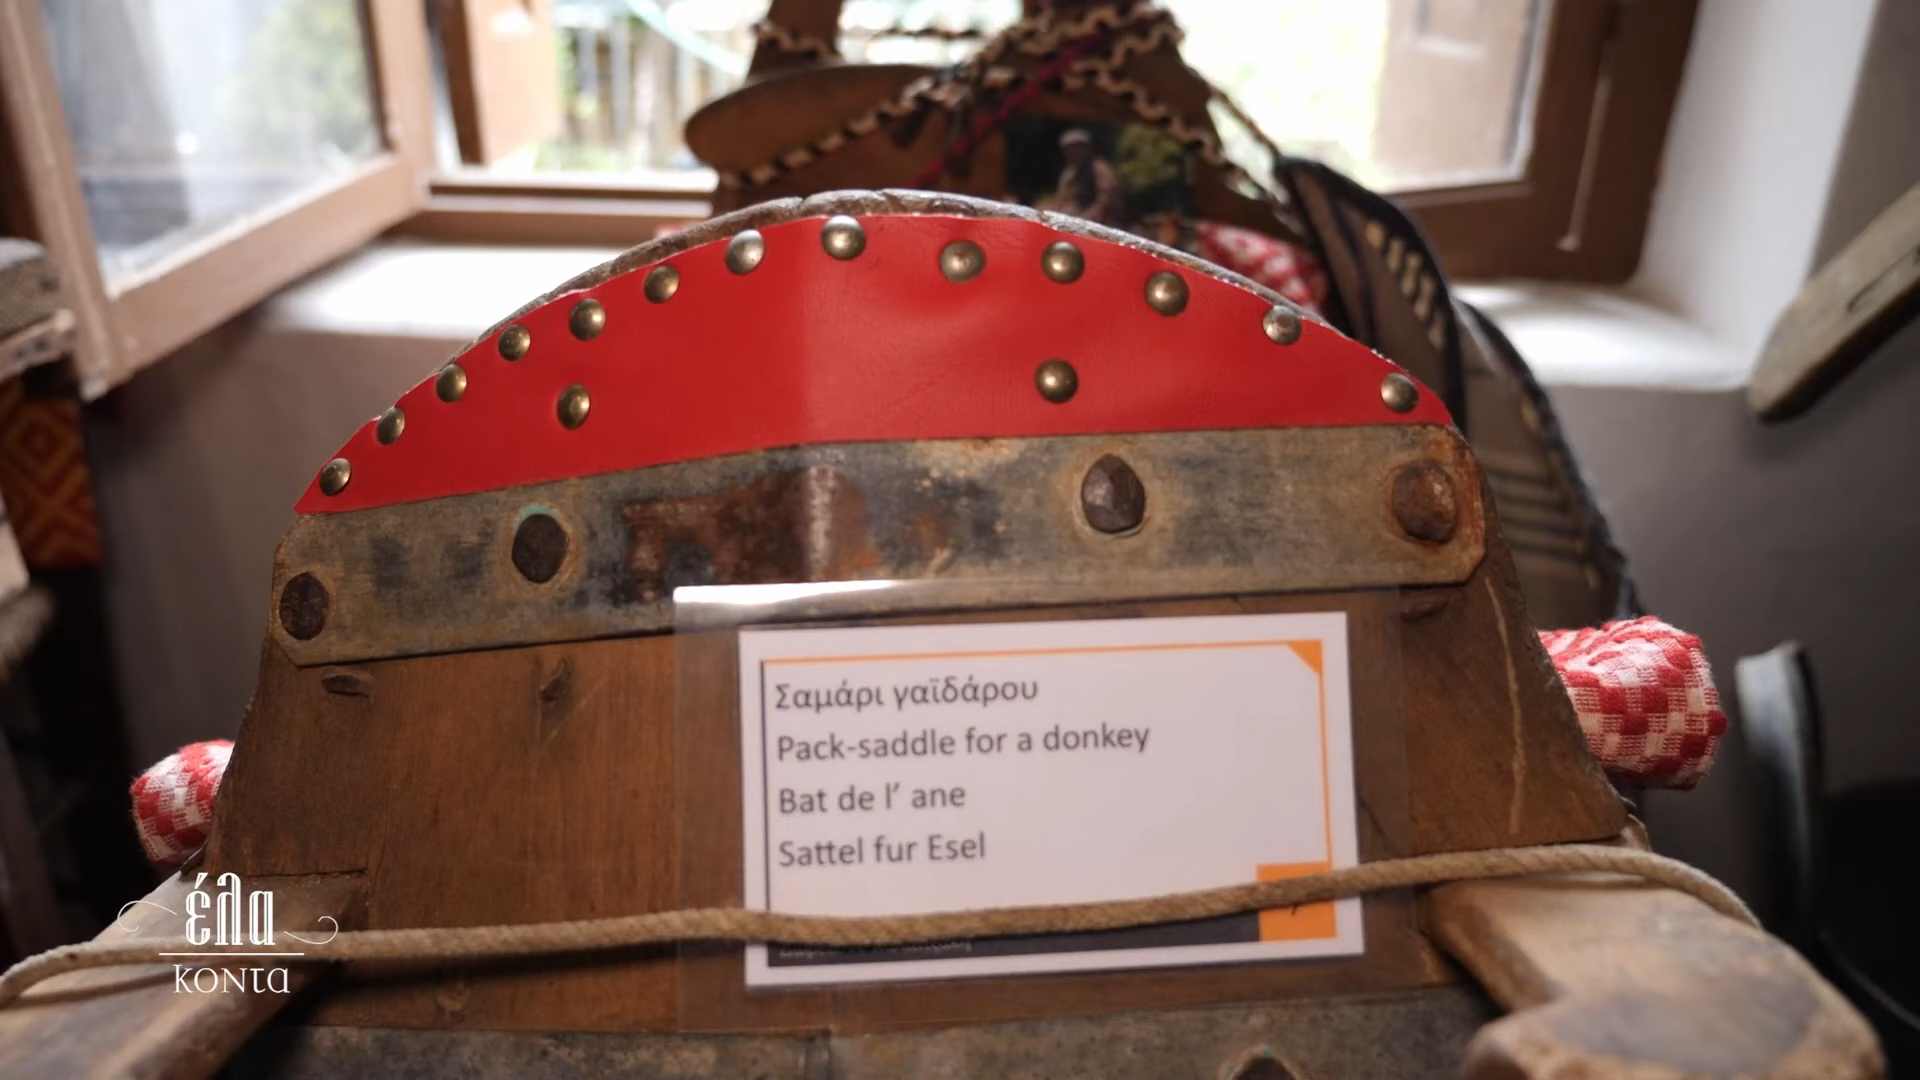 Σαμάρι γαϊδάρου
Pack-saddle for a donkey
Bat de l’ ane
Sattel fur Esel
έλα
κοντα